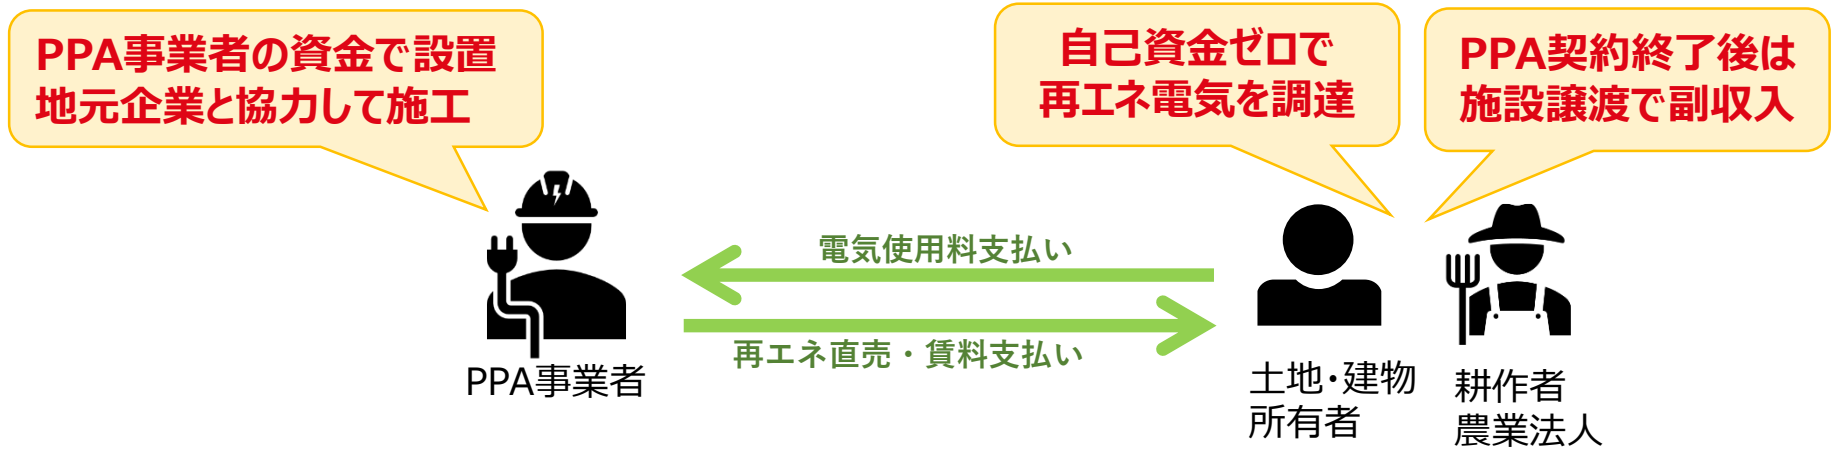 PPA事業者の資金で設置
地元企業と協力して施工
自己資金ゼロで
再エネ電気を調達
PPA契約終了後は
施設譲渡で副収入
電気使用料支払い
再エネ直売・賃料支払い
PPA事業者
土地・建物
所有者
耕作者
農業法人